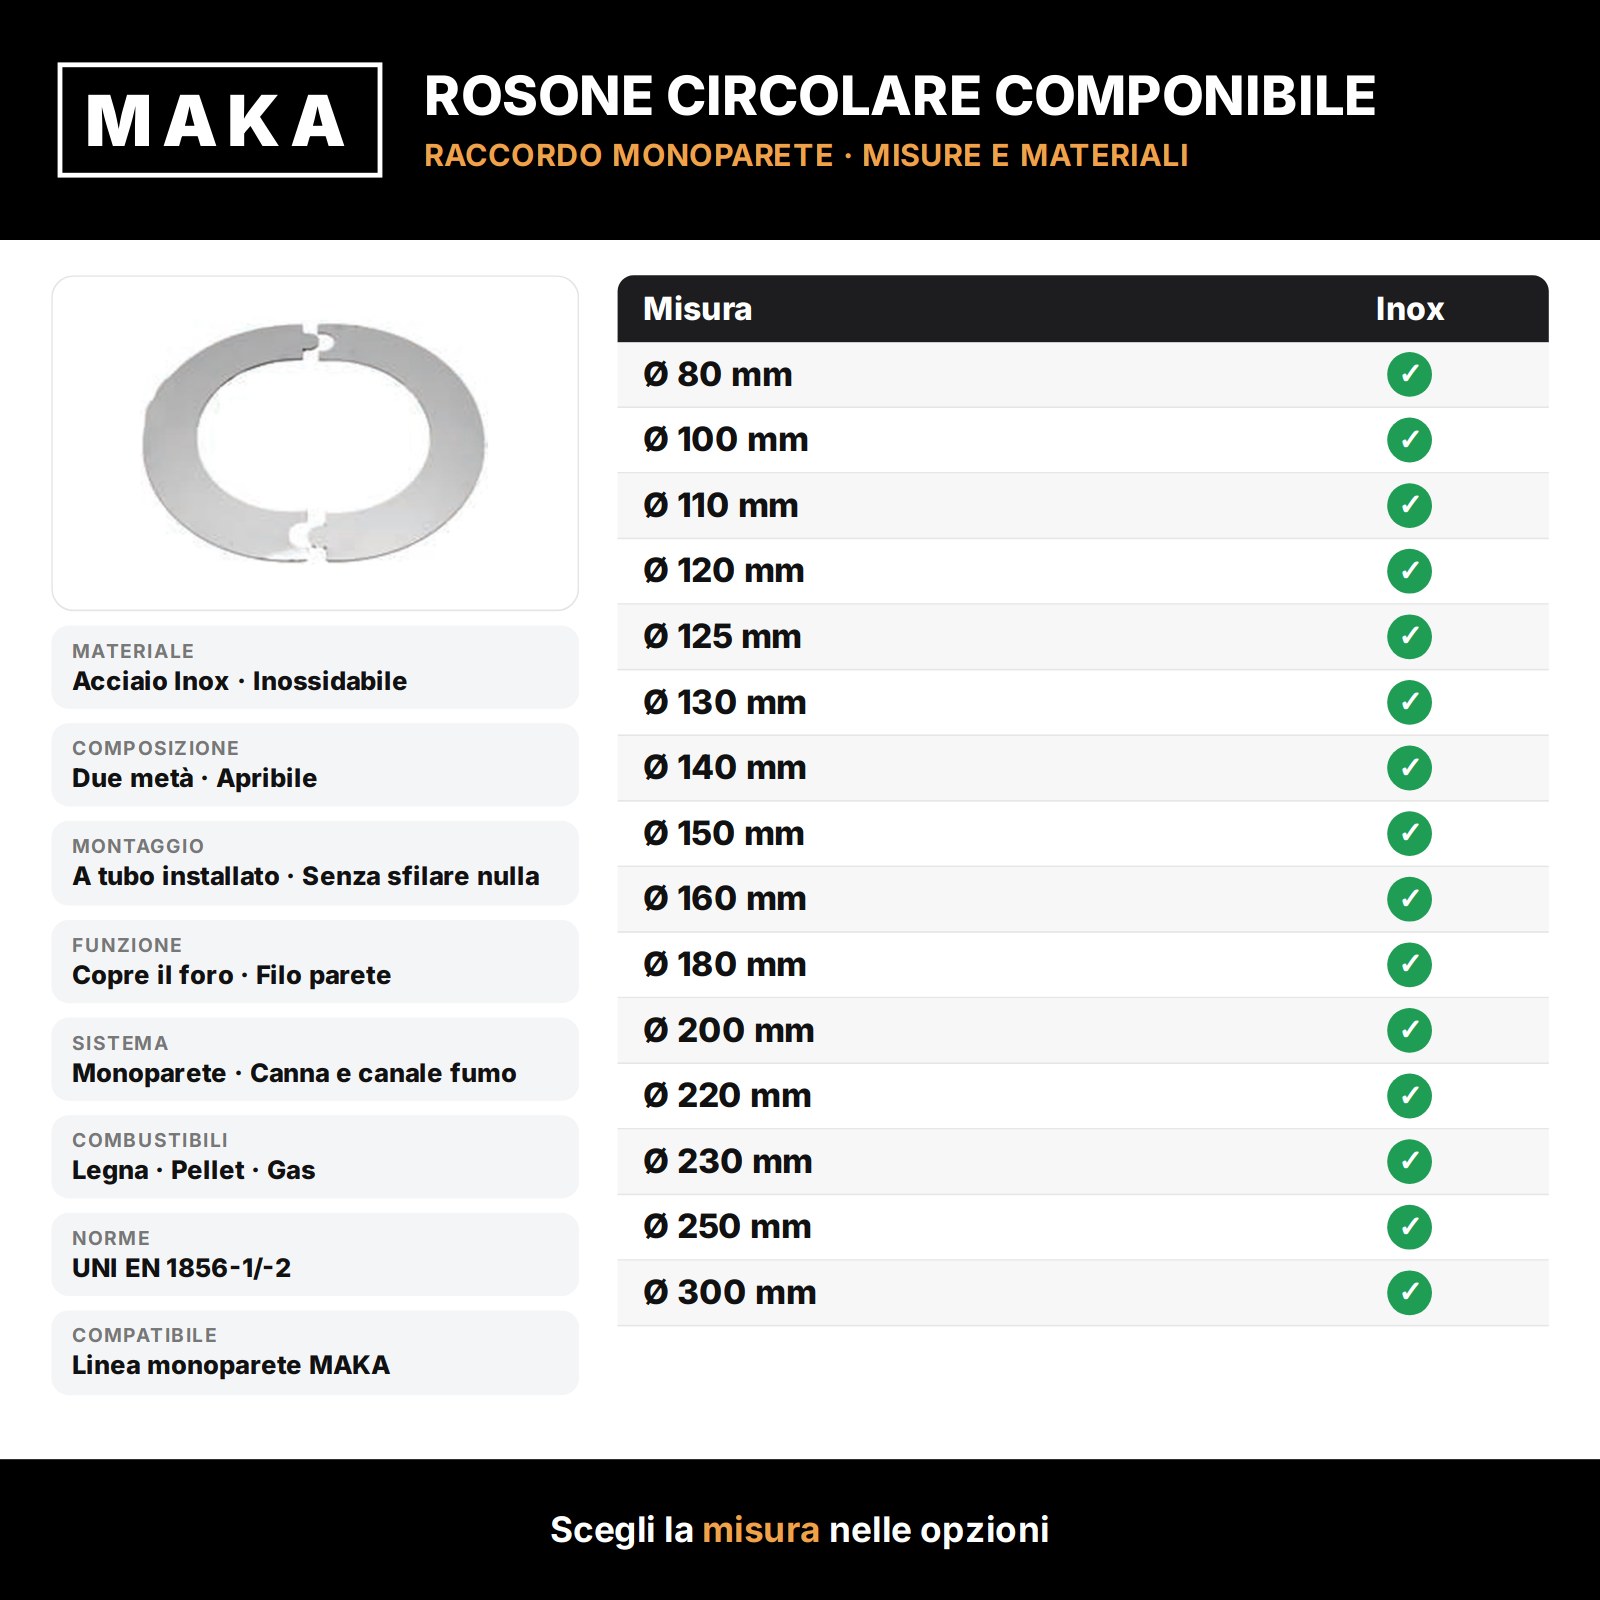 MAKA
ROSONE CIRCOLARE COMPONIBILE
RACCORDO MONOPARETE · MISURE E MATERIALI
MATERIALE
Acciaio Inox · Inossidabile
COMPOSIZIONE
Due metà · Apribile
MONTAGGIO
A tubo installato · Senza sfilare nulla
FUNZIONE
Copre il foro · Filo parete
SISTEMA
Monoparete · Canna e canale fumo
COMBUSTIBILI
Legna · Pellet · Gas
NORME
UNI EN 1856-1/-2
COMPATIBILE
Linea monoparete MAKA
Misura Inox
Ø 80 mm ✓
Ø 100 mm ✓
Ø 110 mm ✓
Ø 120 mm ✓
Ø 125 mm ✓
Ø 130 mm ✓
Ø 140 mm ✓
Ø 150 mm ✓
Ø 160 mm ✓
Ø 180 mm ✓
Ø 200 mm ✓
Ø 220 mm ✓
Ø 230 mm ✓
Ø 250 mm ✓
Ø 300 mm ✓
Scegli la misura nelle opzioni